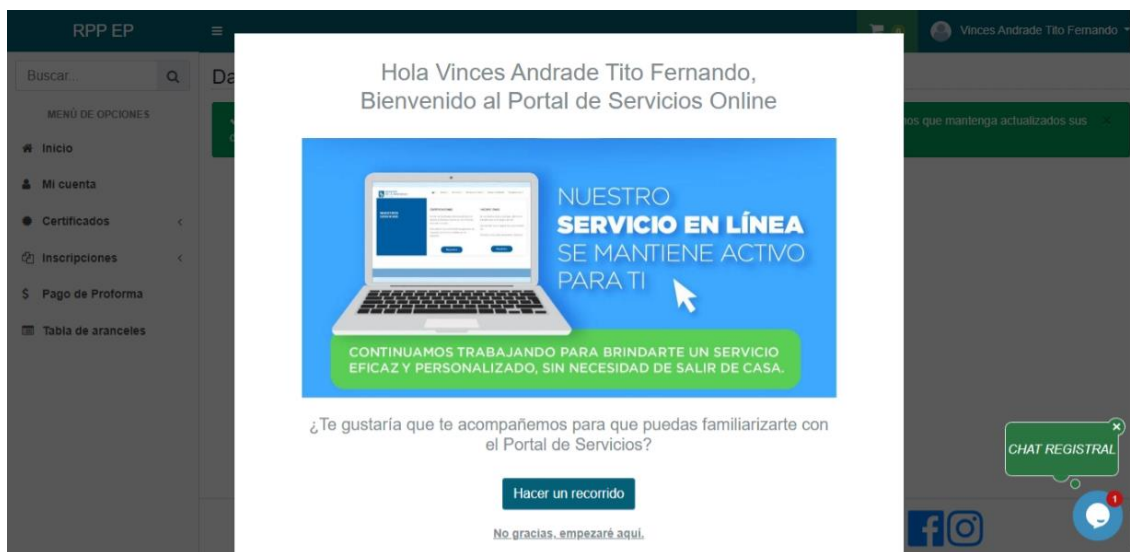 RPP EP
Vinces Andrade Tito Fernando
Buscar...
Da
MENÚ DE OPCIONES
Inicio
Mi cuenta
Certificados
Inscripciones
$ Pago de Proforma
Tabla de aranceles
os que mantenga actualizados sus
Hola Vinces Andrade Tito Fernando,
Bienvenido al Portal de Servicios Online
NUESTRO
SERVICIO EN LÍNEA
SE MANTIENE ACTIVO
PARA TI
CONTINUAMOS TRABAJANDO PARA BRINDARTE UN SERVICIO
EFICAZ Y PERSONALIZADO, SIN NECESIDAD DE SALIR DE CASA.
¿Te gustaría que te acompañemos para que puedas familiarizarte con
el Portal de Servicios?
Hacer un recorrido
No gracias, empezaré aquí.
CHAT REGISTRAL
1